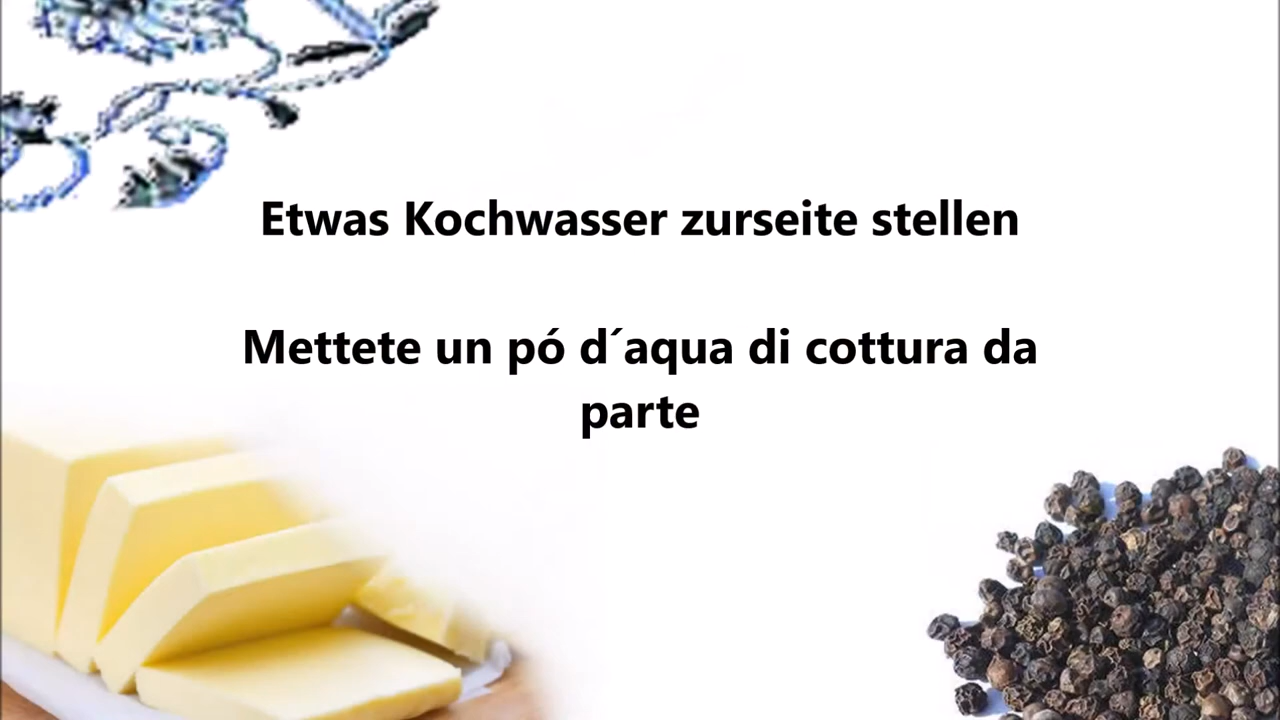 Etwas Kochwasser zurseite stellen
Mettete un pó d´aqua di cottura da
parte